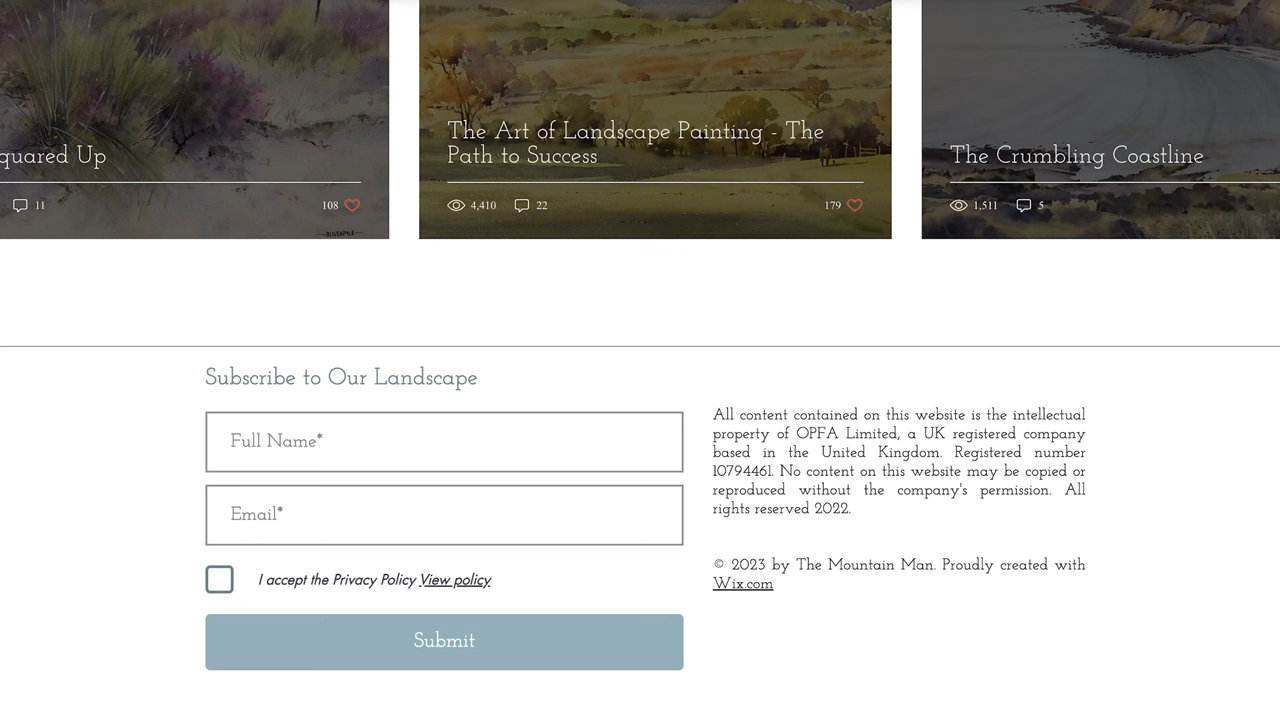 quared Up
11
108
The Art of Landscape Painting - The
Path to Success
4,410
22
179
The Crumbling Coastline
1,511
5
Subscribe to Our Landscape
Full Name*
Email*
I accept the Privacy Policy View policy
Submit
All content contained on this website is the intellectual
property of OPFA Limited, a UK registered company
based in the United Kingdom. Registered number
10794461. No content on this website may be copied or
reproduced without the company's permission. All
rights reserved 2022.
© 2023 by The Mountain Man. Proudly created with
Wix.com